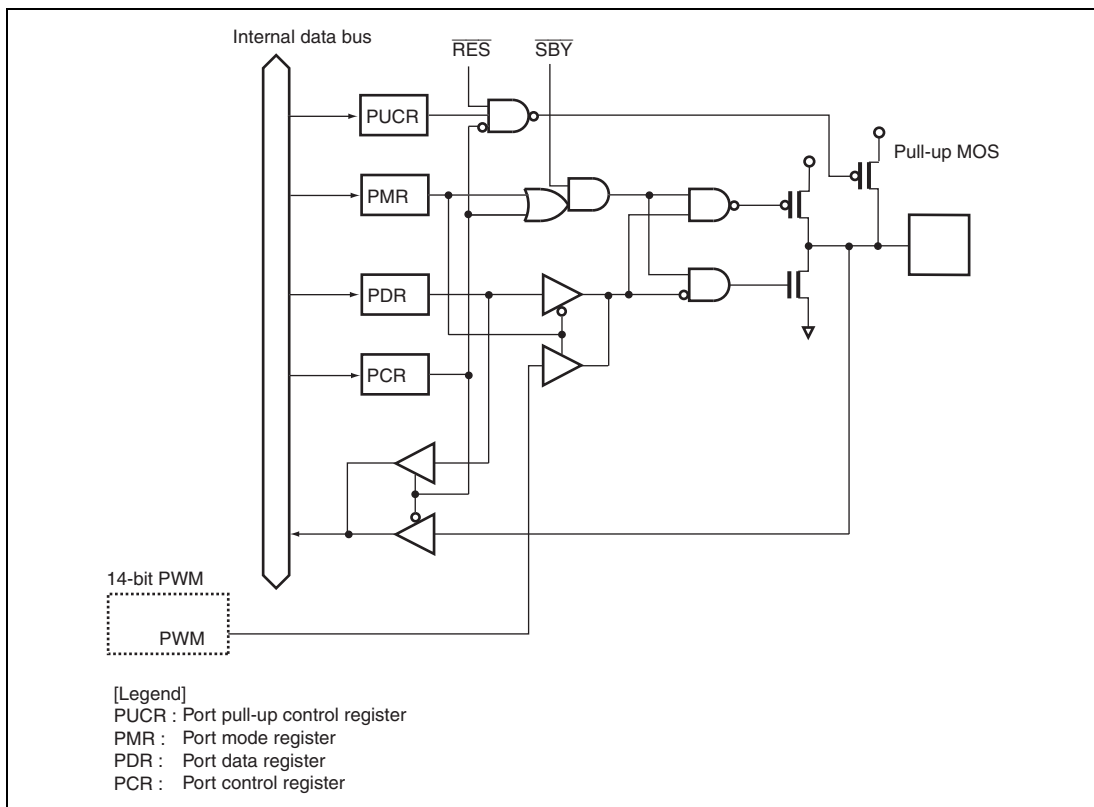 Internal data bus
RES
SBY
PUCR
Pull-up MOS
PMR
PDR
PCR
14-bit PWM
PWM
[Legend]
PUCR : Port pull-up control register
PMR : Port mode register
PDR : Port data register
PCR : Port control register